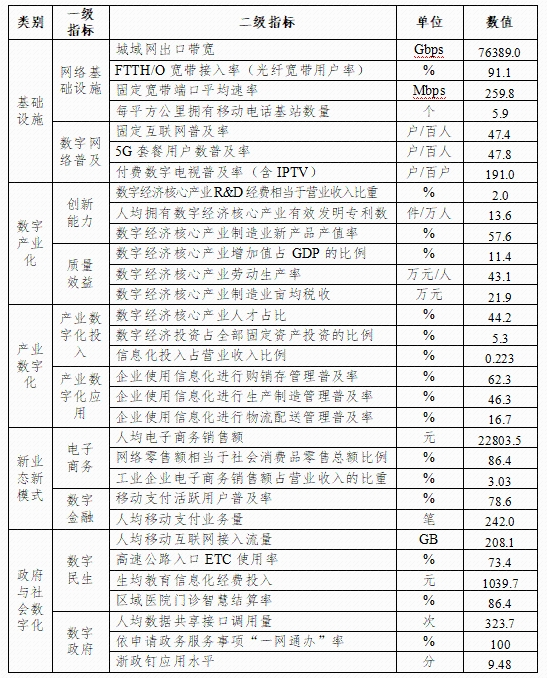 类别 一级指标 二级指标 单位 数值
基础设施 网络基础设施 城域网出口带宽 Gbps 76389.0
FTTH/O 宽带接入率（光纤宽带用户率） % 91.1
固定宽带端口平均速率 Mbps 259.8
每平方公里拥有移动电话基站数量 个 5.9
数字网络普及 固定互联网普及率 户/百人 47.4
5G 套餐用户数普及率 户/百人 47.8
付费数字电视普及率（含 IPTV） 户/百户 191.0
数字产业化 创新能力 数字经济核心产业 R&D 经费相当于营业收入比重 % 2.0
人均拥有数字经济核心产业有效发明专利数 件/万人 13.6
数字经济核心产业制造业新产品产值率 % 57.6
质量效益 数字经济核心产业增加值占 GDP 的比例 % 11.4
数字经济核心产业劳动生产率 万元/人 43.1
数字经济核心产业制造业亩均税收 万元 21.9
产业数字化 产业数字化投入 数字经济核心产业人才占比 % 44.2
数字经济投资占全部固定资产投资的比例 % 5.3
信息化投入占营业收入比例 % 0.223
产业数字化应用 企业使用信息化进行购销存管理普及率 % 62.3
企业使用信息化进行生产制造管理普及率 % 46.3
企业使用信息化进行物流配送管理普及率 % 16.7
新业态新模式 电子商务 人均电子商务销售额 元 22803.5
网络零售额相当于社会消费品零售总额比例 % 86.4
工业企业电子商务销售额占营业收入的比重 % 3.03
数字金融 移动支付活跃用户普及率 % 78.6
人均移动支付业务量 笔 242.0
政府与社会数字化 数字民生 人均移动互联网接入流量 GB 208.1
高速公路入口 ETC 使用率 % 73.4
生均教育信息化经费投入 元 1039.7
区域医院门诊智慧结算率 % 86.4
数字政府 人均数据共享接口调用量 次 323.7
依申请政务服务事项“一网通办”率 % 100
浙政钉应用水平 分 9.48